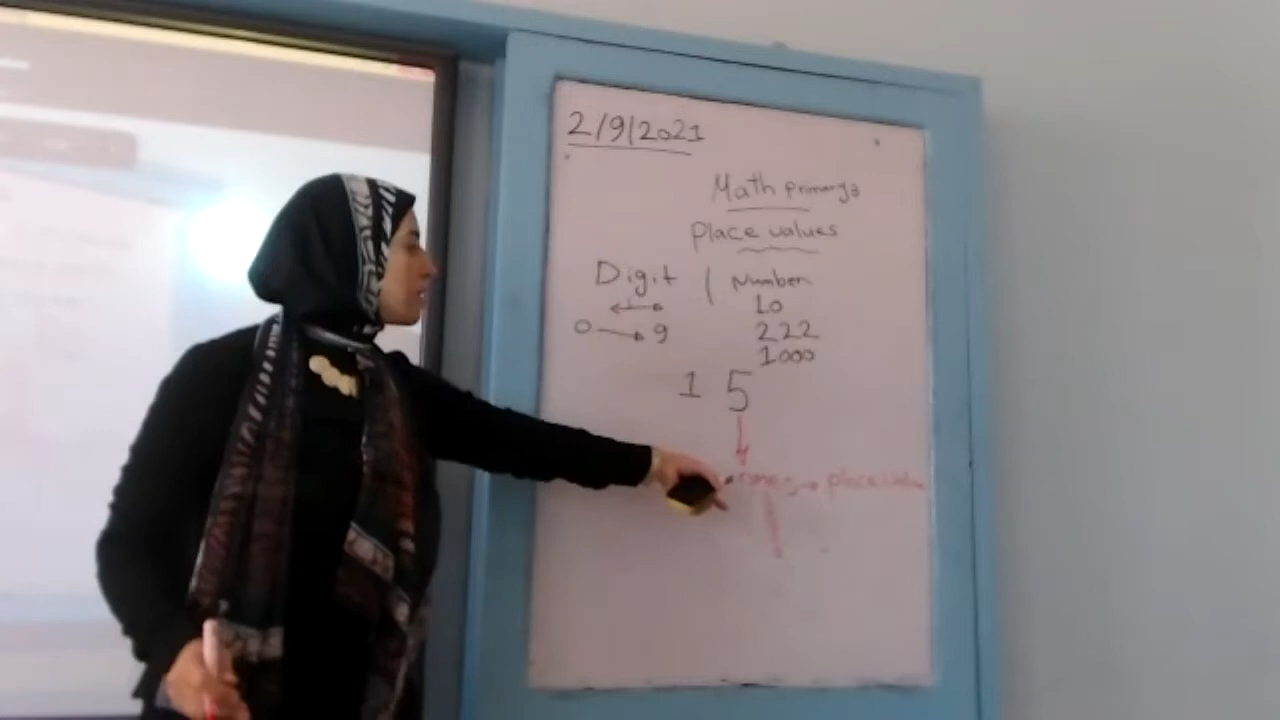 2/9/2021
Math primary 3
Place values
Digit | Number
10
0 → 9 222
1000
1 5
ones → place value